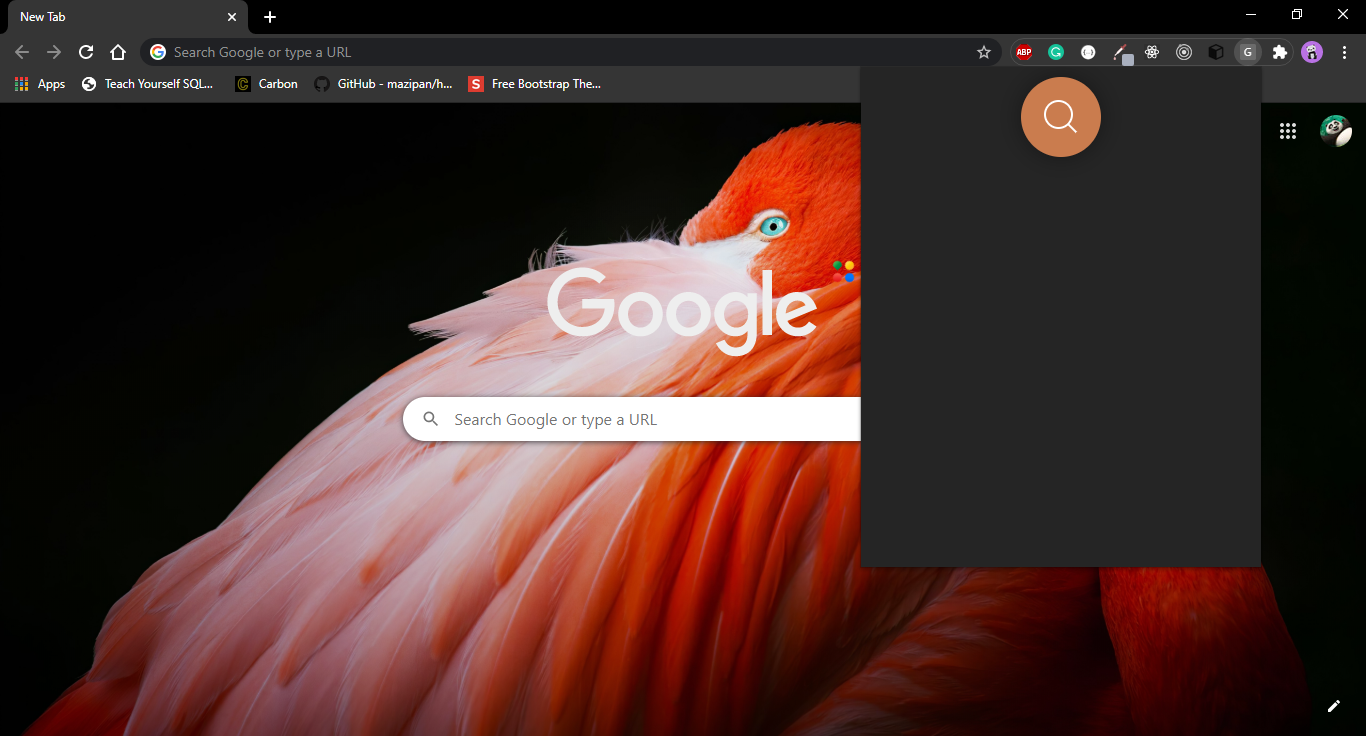 New Tab
Search Google or type a URL
ABP
G
G
Apps
Teach Yourself SQL...
C
Carbon
GitHub - mazipan/h...
S
Free Bootstrap The...
Google
Search Google or type a URL